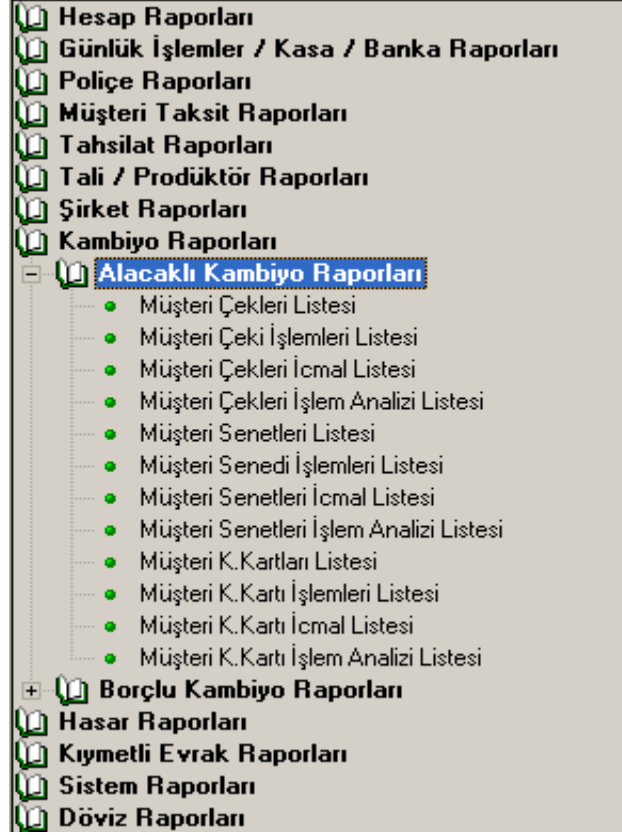 Hesap Raporları
Günlük İşlemler / Kasa / Banka Raporları
Poliçe Raporları
Müşteri Taksit Raporları
Tahsilat Raporları
Tali / Prodüktör Raporları
Şirket Raporları
Kambiyo Raporları
Alacaklı Kambiyo Raporları
Müşteri Çekleri Listesi
Müşteri Çeki İşlemleri Listesi
Müşteri Çekleri İcmal Listesi
Müşteri Çekleri İşlem Analizi Listesi
Müşteri Senetleri Listesi
Müşteri Senedi İşlemleri Listesi
Müşteri Senetleri İcmal Listesi
Müşteri Senetleri İşlem Analizi Listesi
Müşteri K.Kartları Listesi
Müşteri K.Kartı İşlemleri Listesi
Müşteri K.Kartı İcmal Listesi
Müşteri K.Kartı İşlem Analizi Listesi
Borçlu Kambiyo Raporları
Hasar Raporları
Kıymetli Evrak Raporları
Sistem Raporları
Döviz Raporları